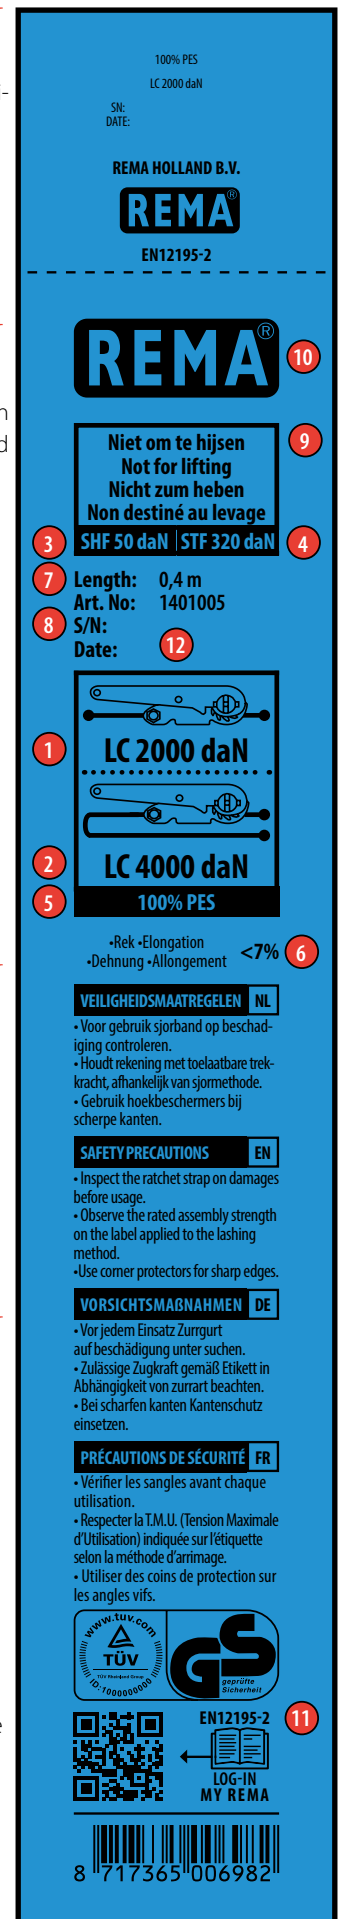 100% PES
LC 2000 daN
SN:
DATE:
REMA HOLLAND B.V.
REMA®
EN12195-2
REMA®
10
Niet om te hijsen
Not for lifting
Nicht zum heben
Non destiné au levage
9
3 SHF 50 daN STF 320 daN 4
7 Length: 0,4 m
Art. No: 1401005
8 S/N:
Date: 12
1 LC 2000 daN
2 LC 4000 daN
5 100% PES
•Rek •Elongation
•Dehnung •Allongement <7% 6
VEILIGHEIDSMAATREGELEN NL
• Voor gebruik sjorband op beschad-
iging controleren.
• Houdt rekening met toelaatbare trek-
kracht, afhankelijk van sjormethode.
• Gebruik hoekbeschermers bij
scherpe kanten.
SAFETY PRECAUTIONS EN
• Inspect the ratchet strap on damages
before usage.
• Observe the rated assembly strength
on the label applied to the lashing
method.
•Use corner protectors for sharp edges.
VORSICHTSMAßNAHMEN DE
• Vor jedem Einsatz Zurrgurt
auf beschädigung unter suchen.
• Zulässige Zugkraft gemäß Etikett in
Abhängigkeit von zurrart beachten.
• Bei scharfen kanten Kantenschutz
einsetzen.
PRÉCAUTIONS DE SÉCURITÉ FR
• Vérifier les sangles avant chaque
utilisation.
• Respecter la T.M.U. (Tension Maximale
d'Utilisation) indiquée sur l'étiquette
selon la méthode d'arrimage.
• Utiliser des coins de protection sur
les angles vifs.
www.tuv.com
TÜV
TÜV Rheinland Group
ID:1000000000
GS
geprüfte
Sicherheit
EN12195-2 11
LOG-IN
MY REMA
8 717365 006982